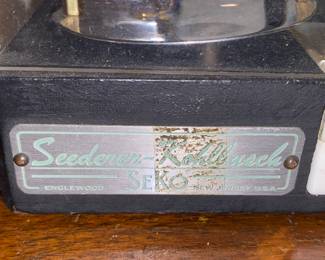 Seederer-Kohlbusch
SEKO
ENGLEWOOD NEW JERSEY U.S.A.